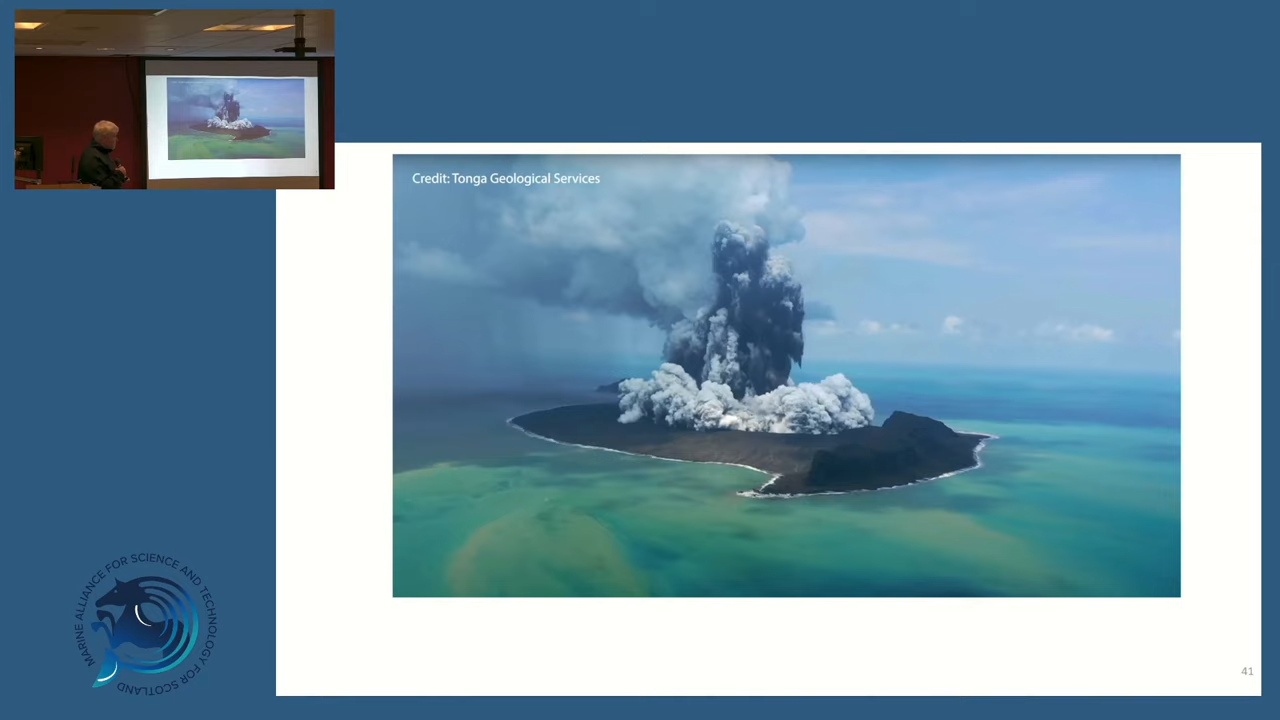 Credit: Tonga Geological Services
MARINE ALLIANCE FOR SCIENCE AND TECHNOLOGY FOR SCOTLAND
41